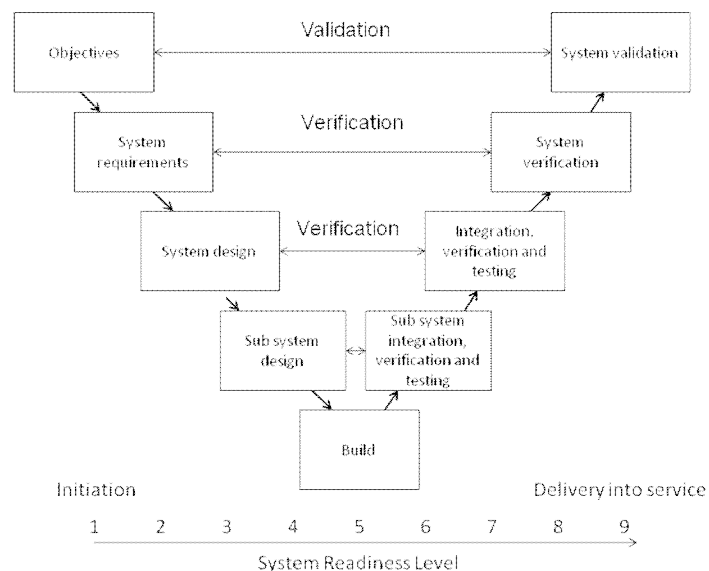 Validation
Objectives
System validation
Verification
System
requirements
System
verification
Verification
System design
Integration,
verification and
testing
Sub system
design
Sub system
integration,
verification and
testing
Build
Initiation
Delivery into service
1 2 3 4 5 6 7 8 9
System Readiness Level